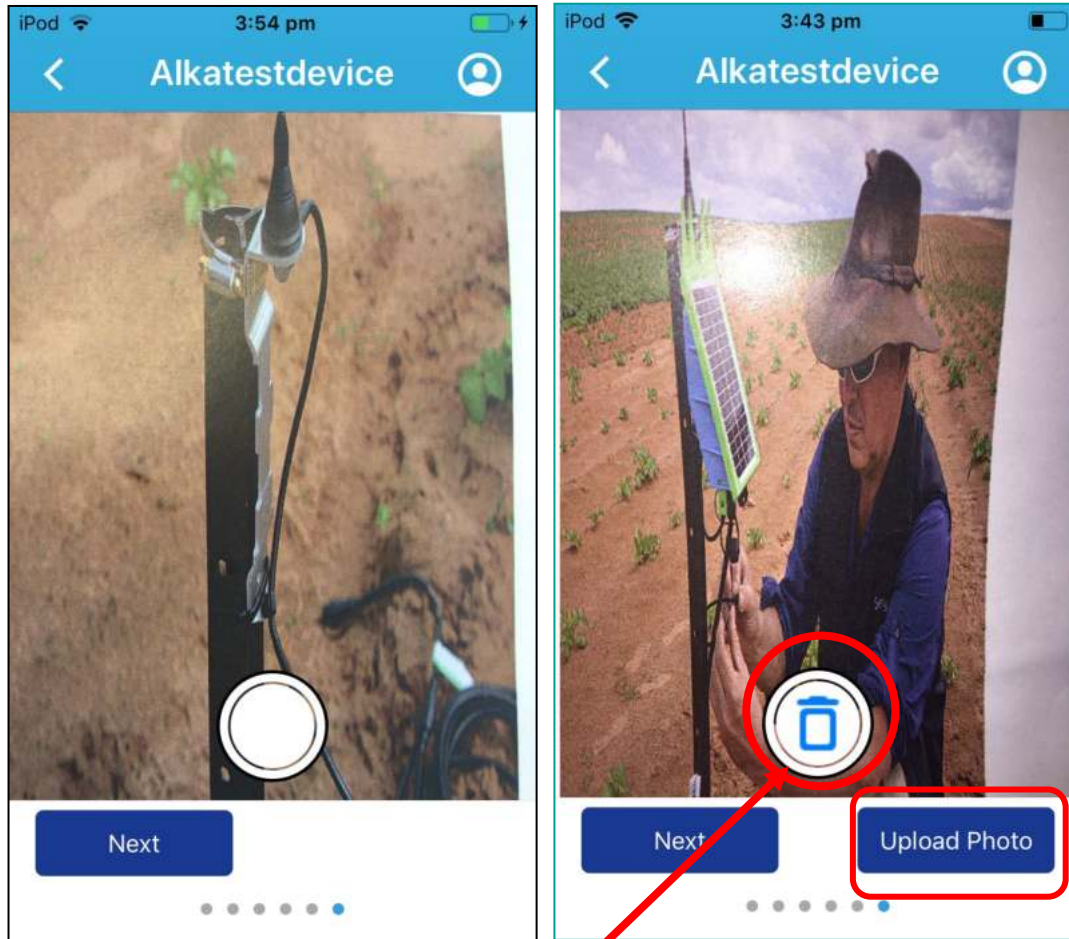 iPod 3:54 pm
Alkatestdevice
Next
iPod 3:43 pm
Alkatestdevice
Next
Upload Photo